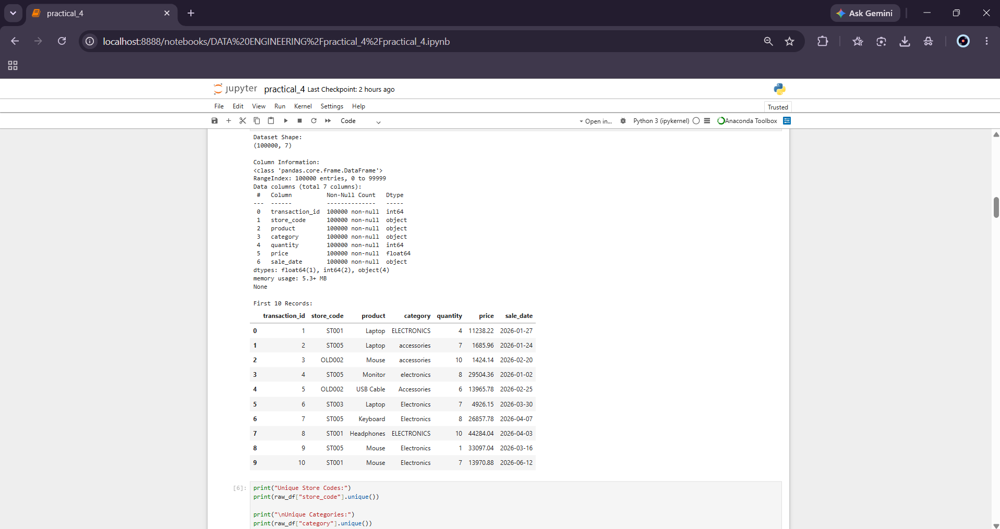 practical_4
Ask Gemini
localhost:8888/notebooks/DATA%20ENGINEERING%2Fpractical_4%2Fpractical_4.ipynb
jupyter practical_4 Last Checkpoint: 2 hours ago
File Edit View Run Kernel Settings Help
Trusted
Code
Open in...
Python 3 (ipykernel)
Anaconda Toolbox
Dataset Shape:
(100000, 7)
Column Information:
<class 'pandas.core.frame.DataFrame'>
RangeIndex: 100000 entries, 0 to 99999
Data columns (total 7 columns):
 #   Column          Non-Null Count   Dtype
---  ------          --------------   -----
 0   transaction_id  100000 non-null  int64
 1   store_code      100000 non-null  object
 2   product         100000 non-null  object
 3   category        100000 non-null  object
 4   quantity        100000 non-null  int64
 5   price           100000 non-null  float64
 6   sale_date       100000 non-null  object
dtypes: float64(1), int64(2), object(4)
memory usage: 5.3+ MB
None
First 10 Records:
transaction_id store_code product category quantity price sale_date
0 1 ST001 Laptop ELECTRONICS 4 11238.22 2026-01-27
1 2 ST005 Laptop accessories 7 1685.96 2026-01-24
2 3 OLD002 Mouse accessories 10 1424.14 2026-02-20
3 4 ST005 Monitor electronics 8 29504.36 2026-01-02
4 5 OLD002 USB Cable Accessories 6 13965.78 2026-02-25
5 6 ST003 Laptop Electronics 7 4926.15 2026-03-30
6 7 ST005 Keyboard Electronics 8 26857.78 2026-04-07
7 8 ST001 Headphones ELECTRONICS 10 44284.04 2026-04-03
8 9 ST005 Mouse Electronics 1 33097.04 2026-03-16
9 10 ST001 Mouse Electronics 7 13970.88 2026-06-12
[6]: print("Unique Store Codes:")
print(raw_df["store_code"].unique())
print("\nUnique Categories:")
print(raw_df["category"].unique())